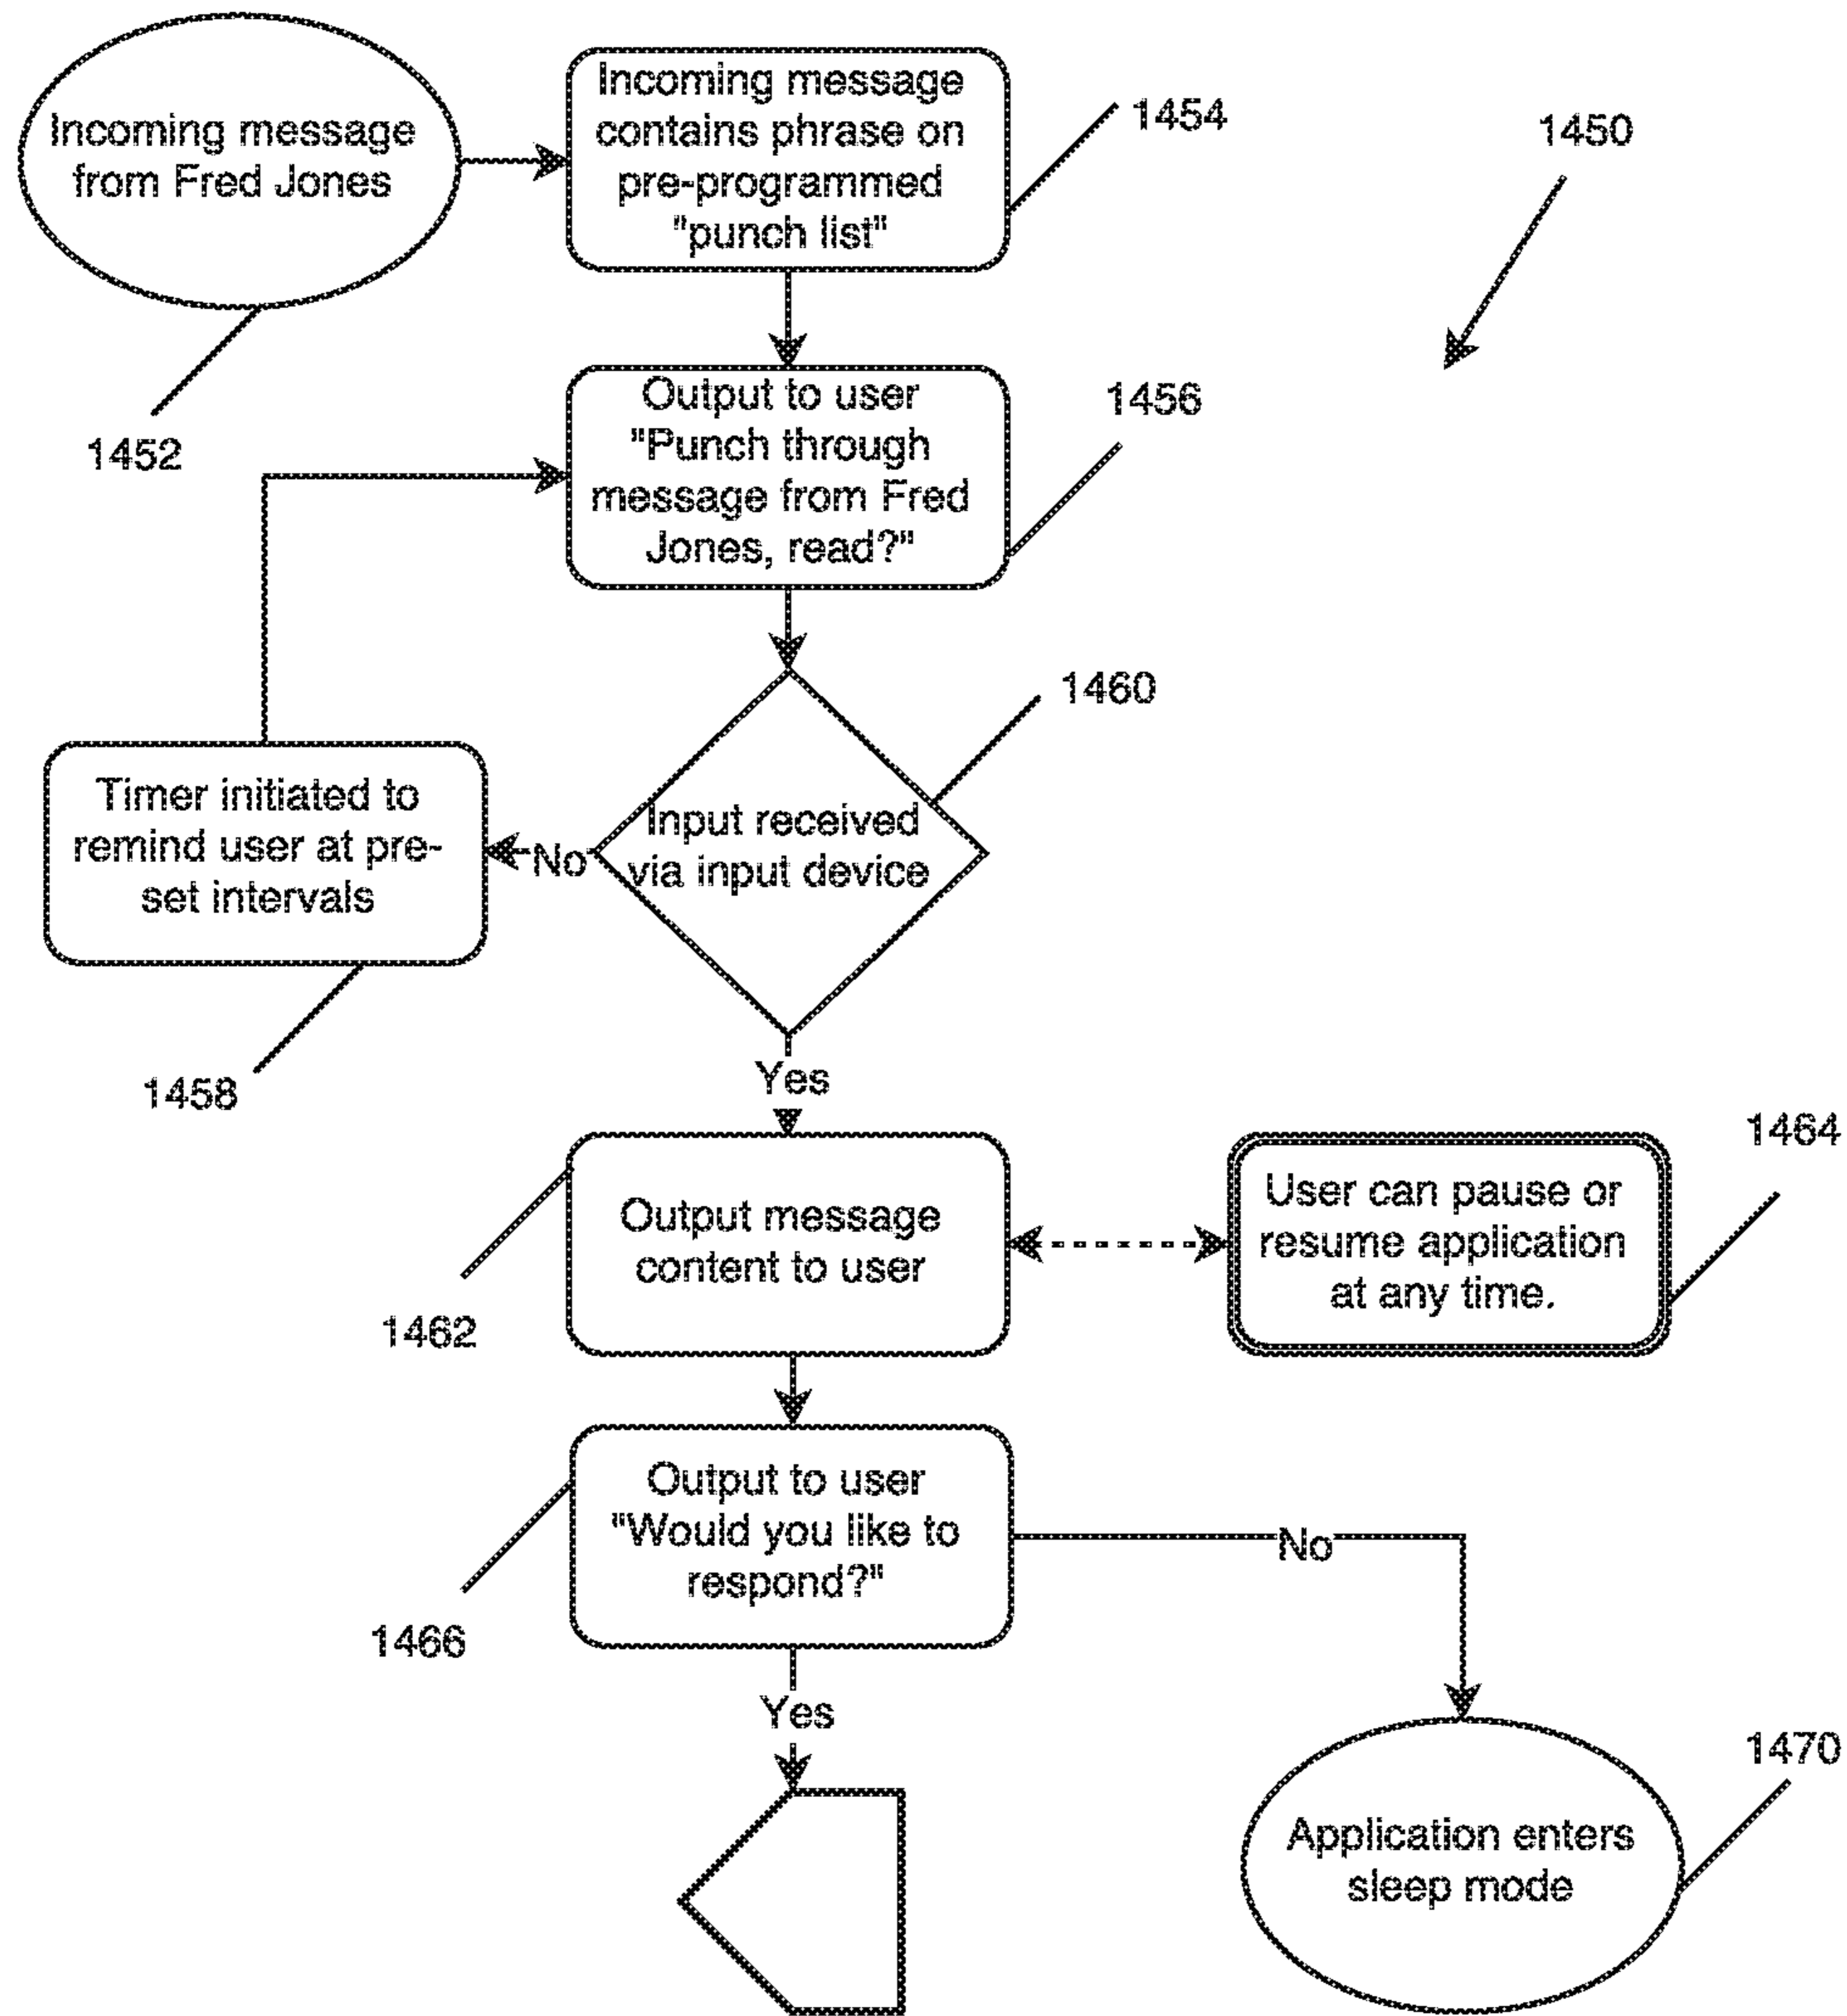 Incoming message
from Fred Jones
1452
Incoming message
contains phrase on
pre-programmed
"punch list"
1454
1450
Output to user
"Punch through
message from Fred
Jones, read?"
1456
Input received
via input device
1460
No
Timer initiated to
remind user at pre-
set intervals
1458
Yes
Output message
content to user
1462
User can pause or
resume application
at any time.
1464
Output to user
"Would you like to
respond?"
1466
No
Yes
Application enters
sleep mode
1470